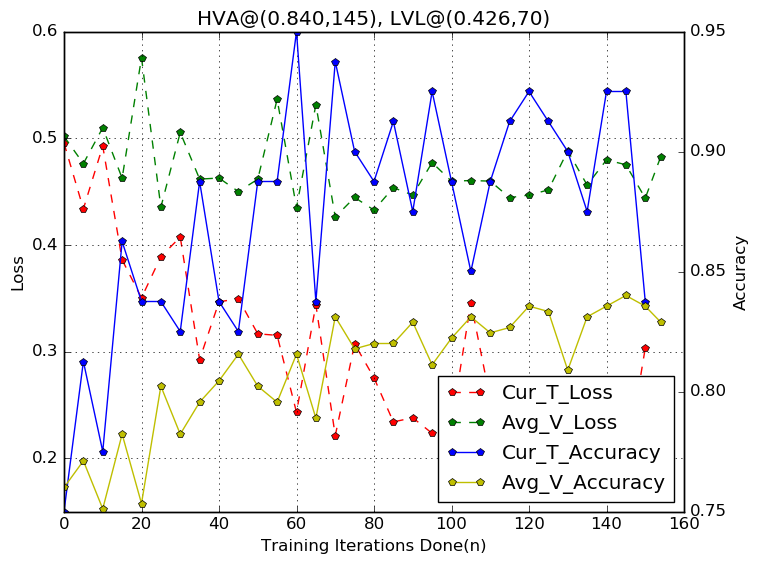 HVA@(0.840,145), LVL@(0.426,70)
0.6
0.5
0.4
0.3
0.2
Loss
0.95
0.90
0.85
0.80
0.75
Accuracy
Cur_T_Loss
Avg_V_Loss
Cur_T_Accuracy
Avg_V_Accuracy
0 20 40 60 80 100 120 140 160
Training Iterations Done(n)